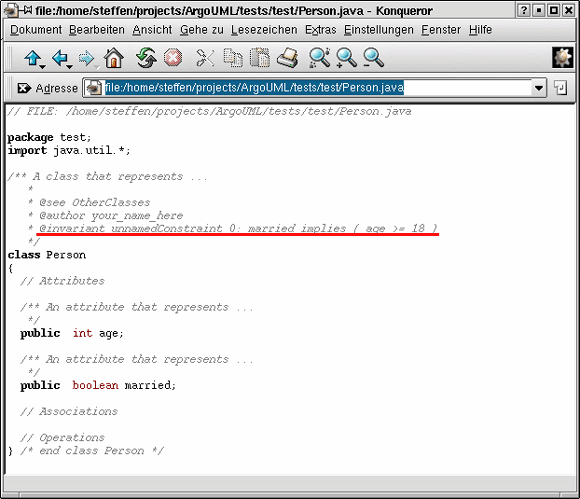 file:/home/steffen/projects/ArgoUML/tests/test/Person.java - Konqueror
Dokument Bearbeiten Ansicht Gehe zu Lesezeichen Extras Einstellungen Fenster Hilfe
Adresse file:/home/steffen/projects/ArgoUML/tests/test/Person.java
// FILE: /home/steffen/projects/ArgoUML/tests/test/Person.java
package test;
import java.util.*;
/** A class that represents ...
*
* @see OtherClasses
* @author your_name_here
* @invariant unnamedConstraint 0: married implies ( age >= 18 )
*/
class Person
{
// Attributes
/** An attribute that represents ...
*/
public int age;
/** An attribute that represents ...
*/
public boolean married;
// Associations
// Operations
} /* end class Person */